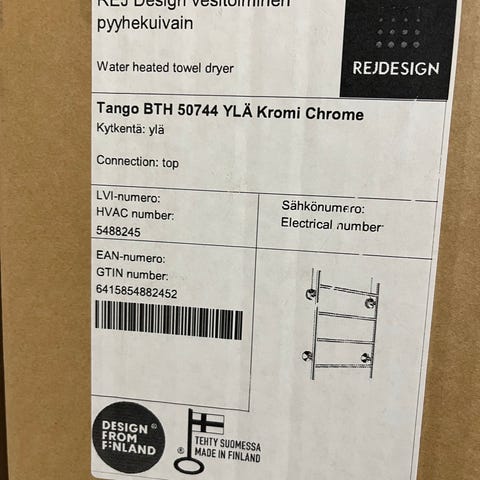 REJ Design vesitoiminen
pyyhekuivain
Water heated towel dryer
REJDESIGN
Tango BTH 50744 YLÄ Kromi Chrome
Kytkentä: ylä
Connection: top
LVI-numero:
HVAC number:
5488245
Sähkönumero:
Electrical number
EAN-numero:
GTIN number:
6415854882452
DESIGN
FROM
FINLAND
®
®
TEHTY SUOMESSA
MADE IN FINLAND